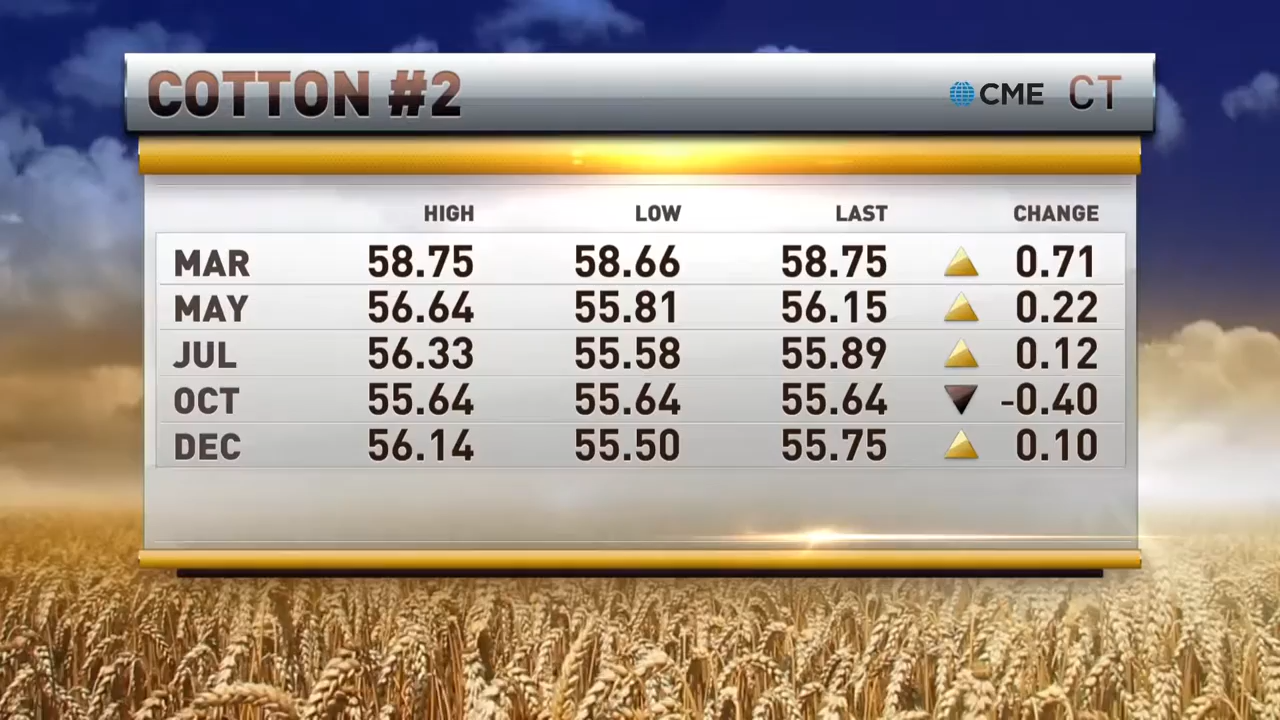 COTTON #2 CME CT
HIGH LOW LAST CHANGE
MAR 58.75 58.66 58.75 0.71
MAY 56.64 55.81 56.15 0.22
JUL 56.33 55.58 55.89 0.12
OCT 55.64 55.64 55.64 -0.40
DEC 56.14 55.50 55.75 0.10